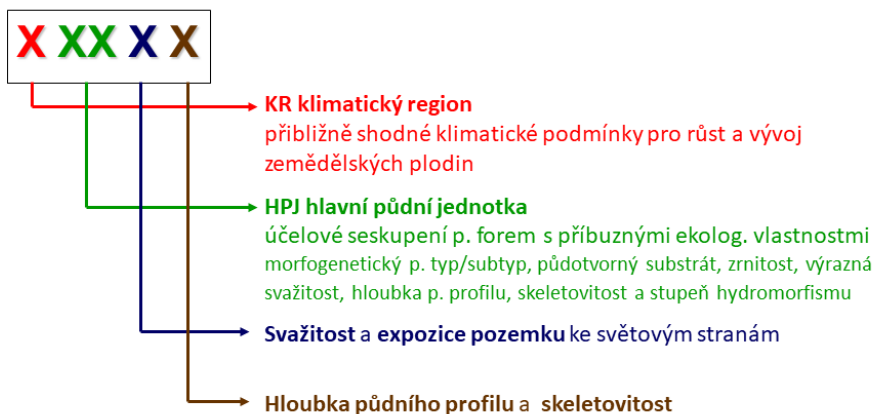 X XX X X
KR klimatický region
přibližně shodné klimatické podmínky pro růst a vývoj
zemědělských plodin
HPJ hlavní půdní jednotka
účelové seskupení p. forem s příbuznými ekolog. vlastnostmi
morfogenetický p. typ/subtyp, půdotvorný substrát, zrnitost, výrazná
svažitost, hloubka p. profilu, skeletovitost a stupeň hydromorfismu
Svažitost a expozice pozemku ke světovým stranám
Hloubka půdního profilu a skeletovitost